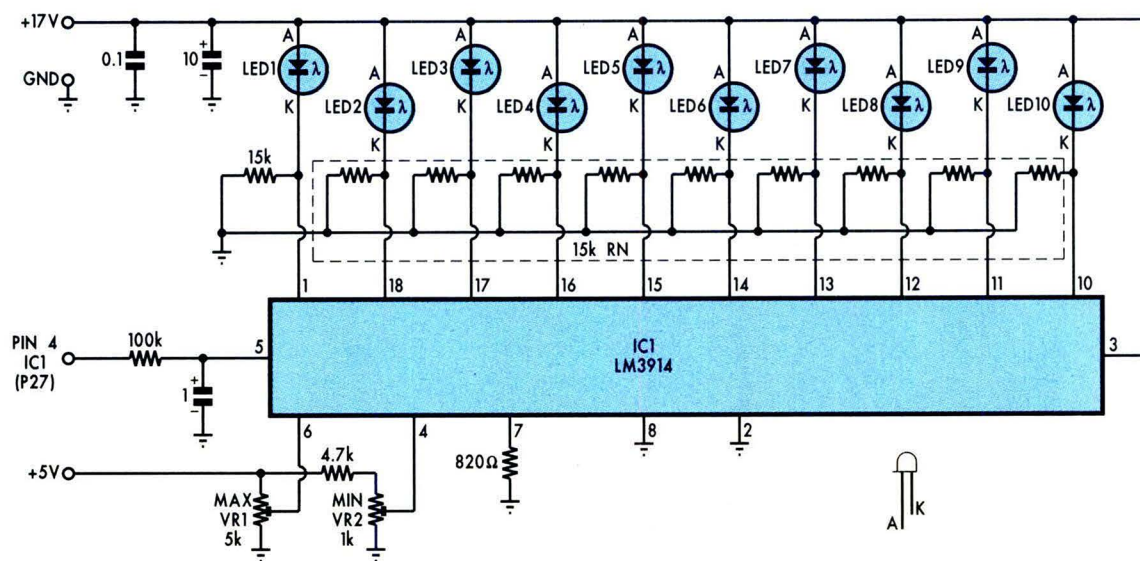 +17V
GND
0.1
10
+
−
A
LED1
λ
K
A
LED2
λ
K
A
LED3
λ
K
A
LED4
λ
K
A
LED5
λ
K
A
LED6
λ
K
A
LED7
λ
K
A
LED8
λ
K
A
LED9
λ
K
A
LED10
λ
K
15k
15k RN
1
18
17
16
15
14
13
12
11
10
PIN 4
IC1
(P27)
100k
1
+
−
5
IC1
LM3914
3
6
4
7
8
2
+5V
4.7k
820Ω
MAX
VR1
5k
MIN
VR2
1k
A
K